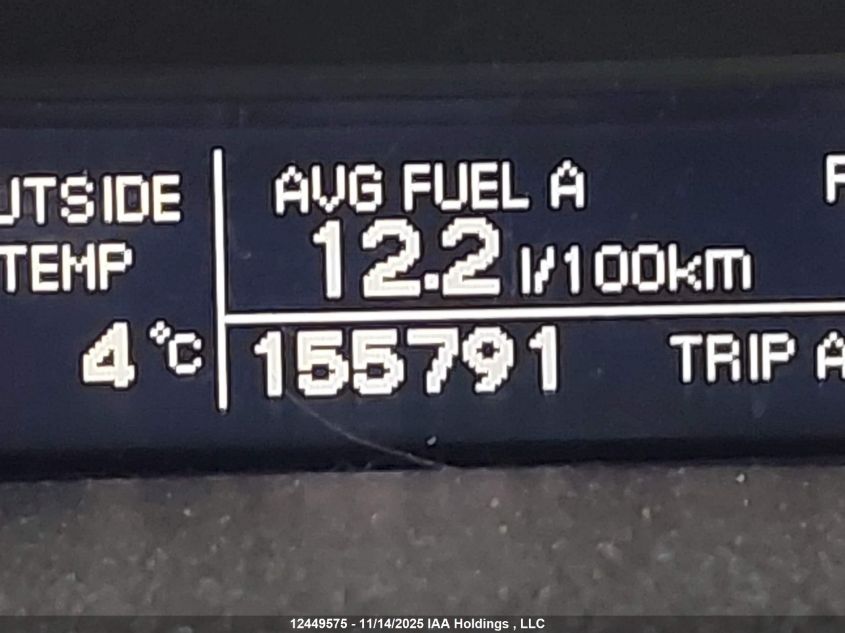 UTSIDE
TEMP
4°C
AVG FUEL A
12.2 l/100km
155791
TRIP A
12449575 - 11/14/2025 IAA Holdings , LLC